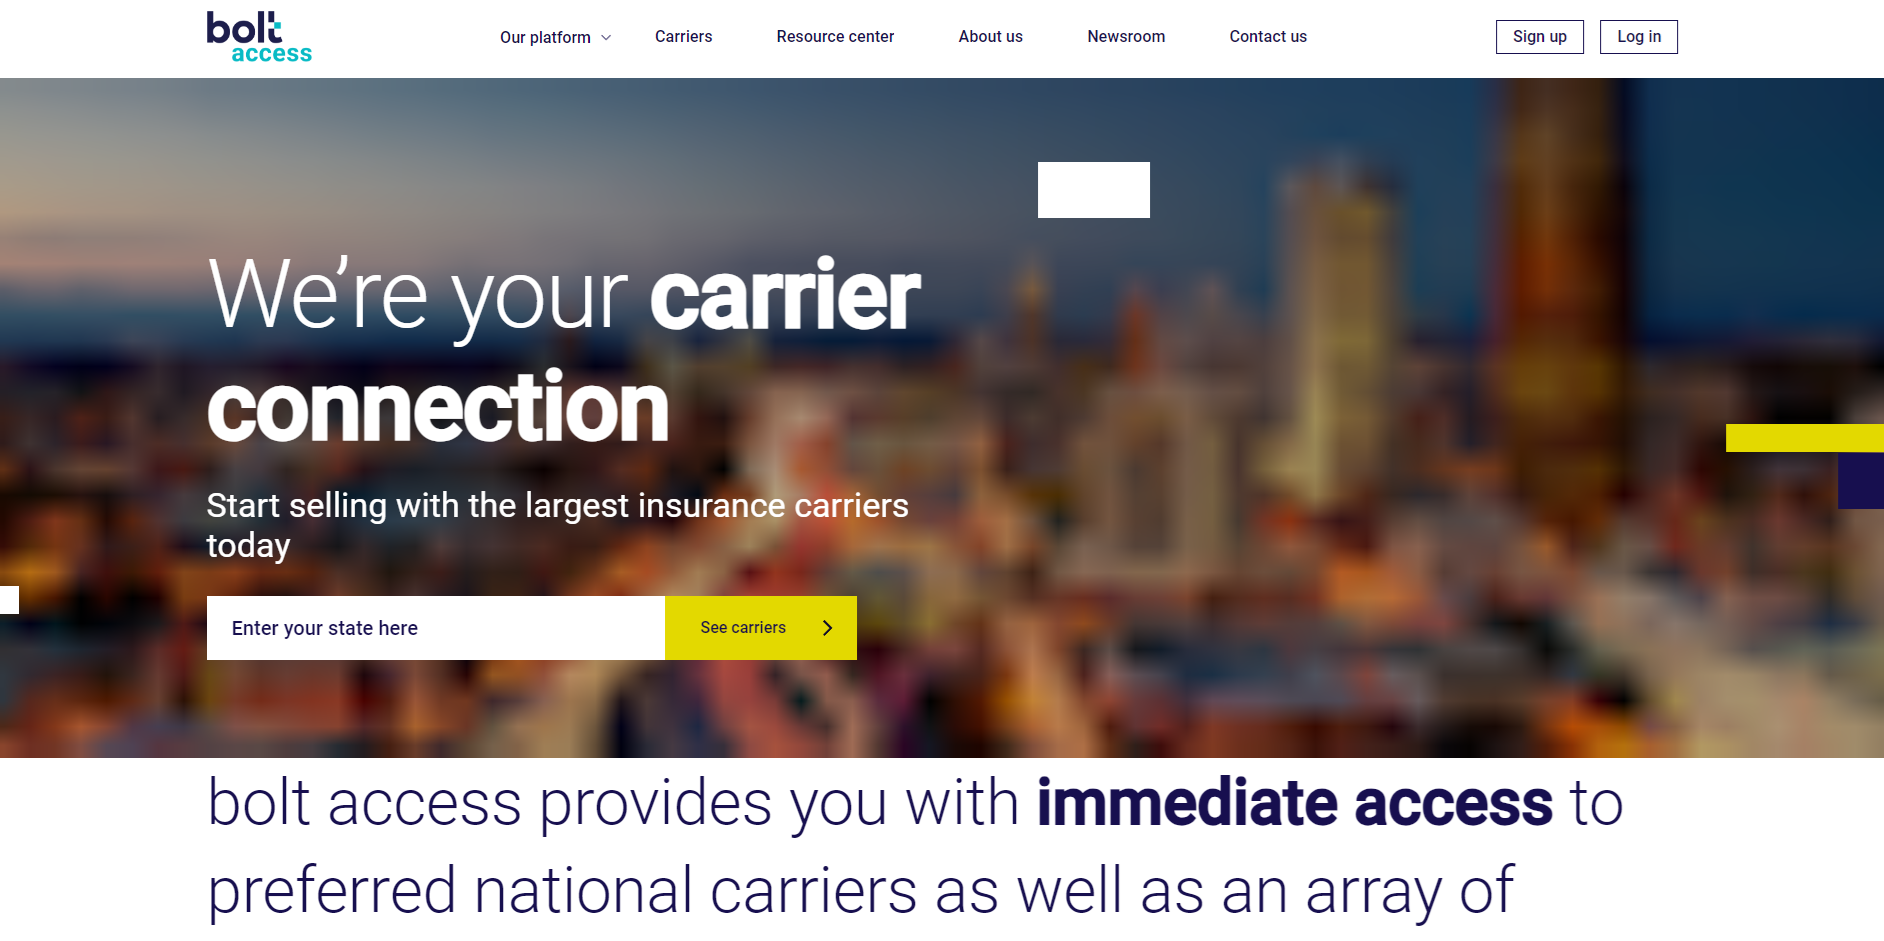 bolt
access
Our platform
Carriers
Resource center
About us
Newsroom
Contact us
Sign up
Log in
We’re your carrier
connection
Start selling with the largest insurance carriers
today
Enter your state here
See carriers
bolt access provides you with immediate access to
preferred national carriers as well as an array of